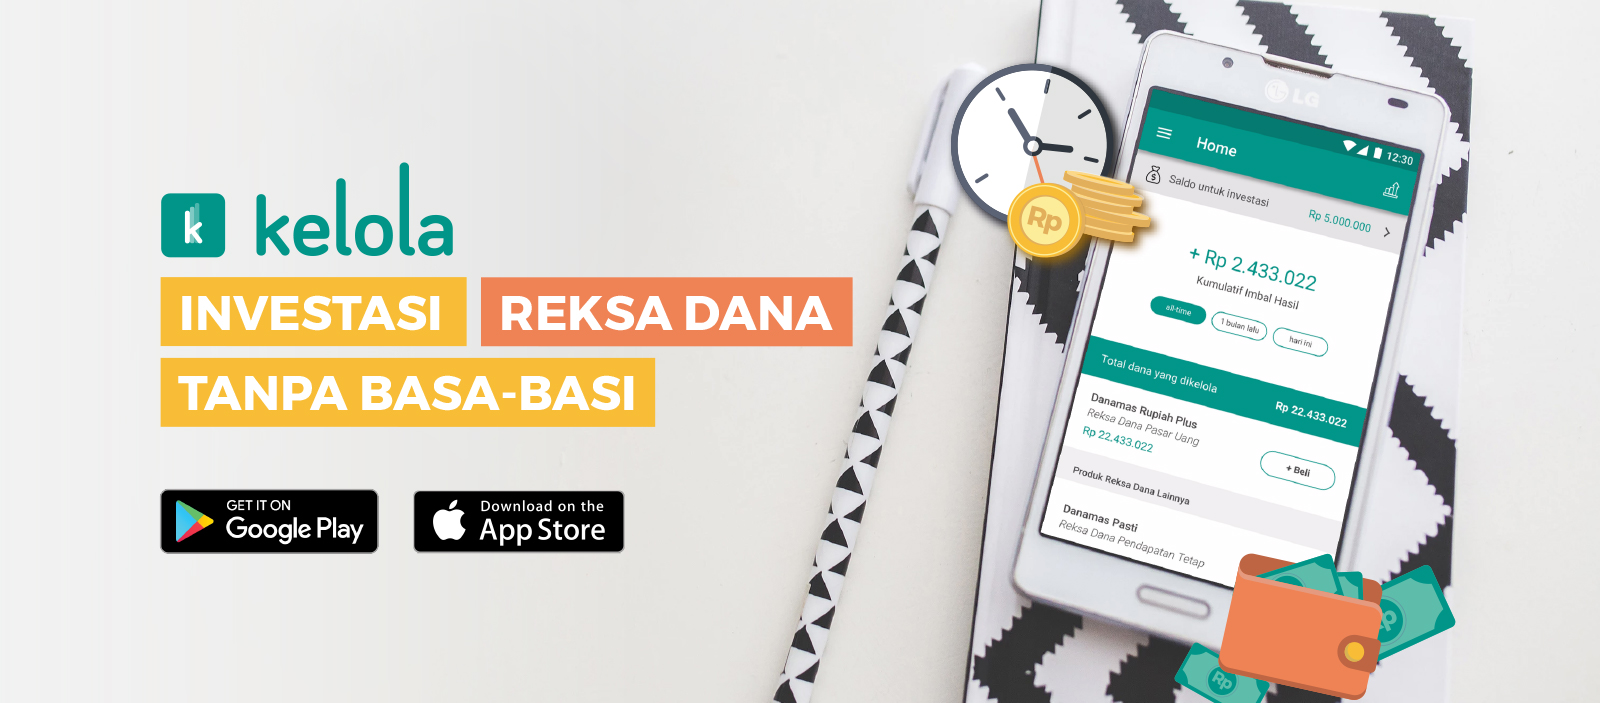 k kelola
INVESTASI REKSA DANA
TANPA BASA-BASI
GET IT ON
Google Play
Download on the
App Store
LG
12:30
Home
Saldo untuk investasi
Rp 5.000.000
+ Rp 2.433.022
Kumulatif Imbal Hasil
all-time
1 bulan lalu
hari ini
Total dana yang dikelola
Rp 22.433.022
Danamas Rupiah Plus
Reksa Dana Pasar Uang
Rp 22.433.022
+ Beli
Produk Reksa Dana Lainnya
Danamas Pasti
Reksa Dana Pendapatan Tetap
Rp
Rp
Rp